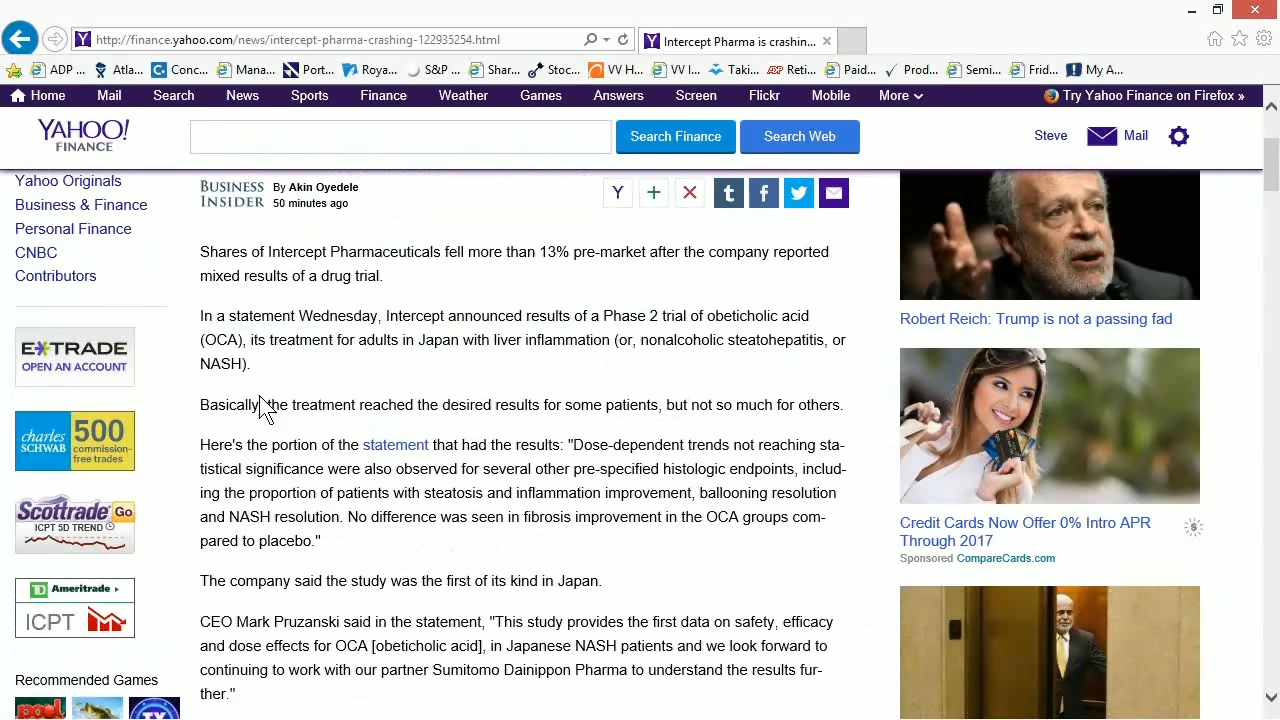 http://finance.yahoo.com/news/intercept-pharma-crashing-122935254.html
Intercept Pharma is crashing...
ADP ...
Atla...
Conc...
Mana...
Port...
Roya...
S&P ...
Shar...
Stoc...
VV H...
VV I...
Taki...
Reti...
Paid...
Prod...
Semi...
Frid...
My A...
Home
Mail
Search
News
Sports
Finance
Weather
Games
Answers
Screen
Flickr
Mobile
More
Try Yahoo Finance on Firefox »
YAHOO!
FINANCE
Search Finance
Search Web
Steve
Mail
Yahoo Originals
Business & Finance
Personal Finance
CNBC
Contributors
E*TRADE
OPEN AN ACCOUNT
charles
SCHWAB
500
commission-
free trades
Scottrade Go
ICPT 5D TREND
Ameritrade
ICPT
Recommended Games
pool
BUSINESS
INSIDER
By Akin Oyedele
50 minutes ago
Shares of Intercept Pharmaceuticals fell more than 13% pre-market after the company reported
mixed results of a drug trial.
In a statement Wednesday, Intercept announced results of a Phase 2 trial of obeticholic acid
(OCA), its treatment for adults in Japan with liver inflammation (or, nonalcoholic steatohepatitis, or
NASH).
Basically, the treatment reached the desired results for some patients, but not so much for others.
Here's the portion of the statement that had the results: "Dose-dependent trends not reaching sta-
tistical significance were also observed for several other pre-specified histologic endpoints, includ-
ing the proportion of patients with steatosis and inflammation improvement, ballooning resolution
and NASH resolution. No difference was seen in fibrosis improvement in the OCA groups com-
pared to placebo."
The company said the study was the first of its kind in Japan.
CEO Mark Pruzanski said in the statement, "This study provides the first data on safety, efficacy
and dose effects for OCA [obeticholic acid], in Japanese NASH patients and we look forward to
continuing to work with our partner Sumitomo Dainippon Pharma to understand the results fur-
ther."
Robert Reich: Trump is not a passing fad
Credit Cards Now Offer 0% Intro APR
Through 2017
Sponsored CompareCards.com